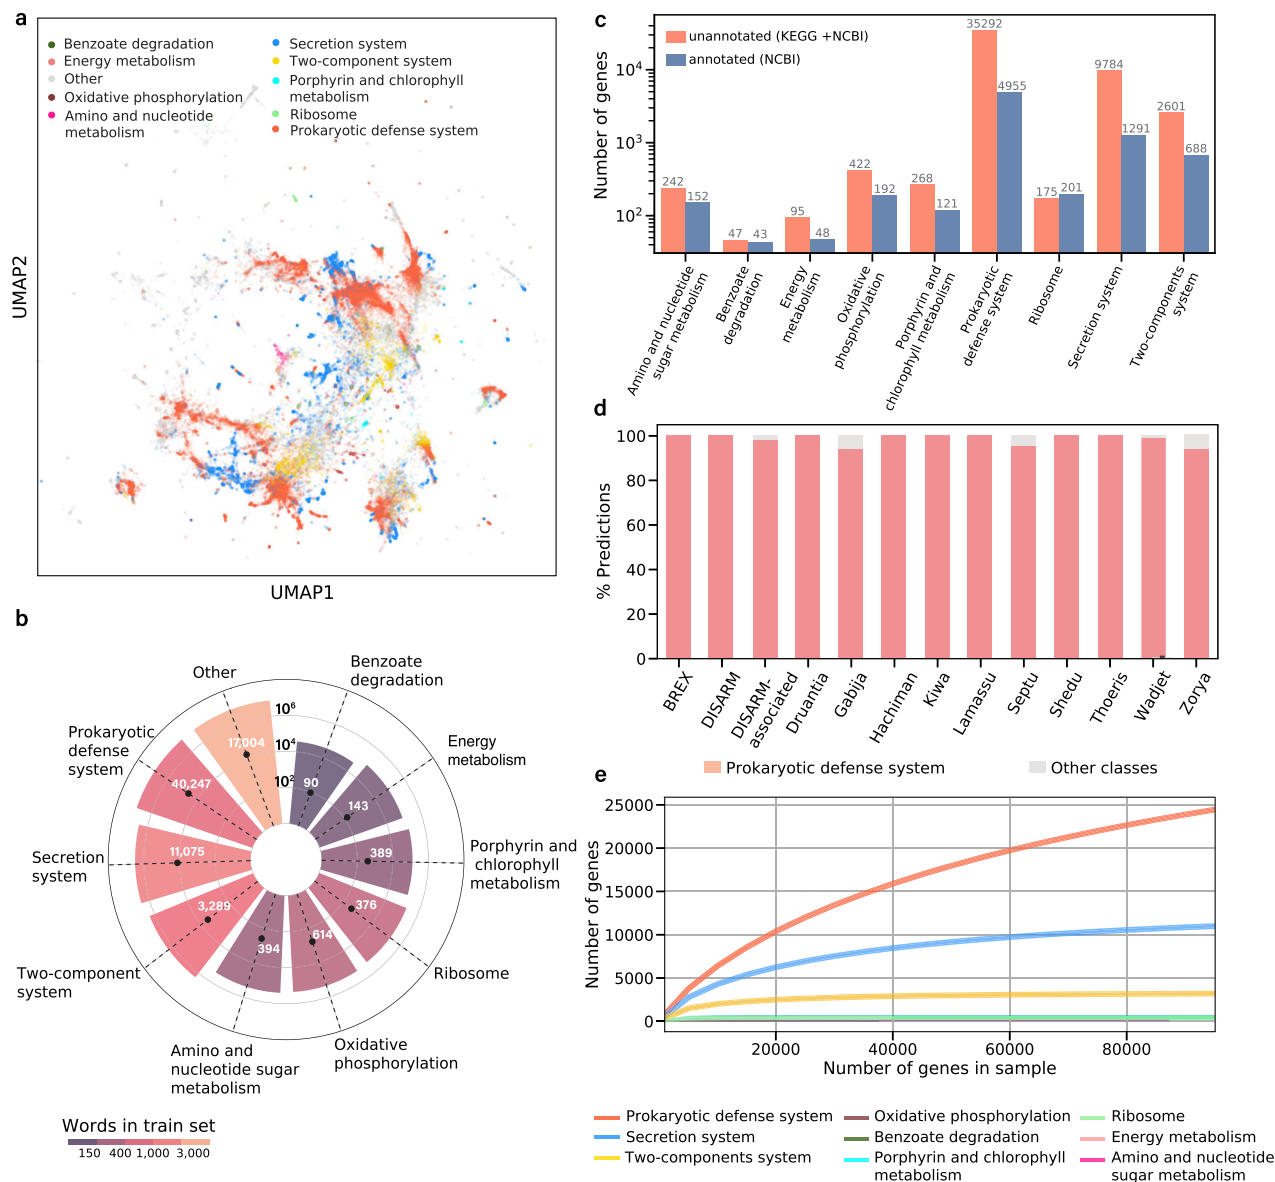 a
Benzoate degradation
Energy metabolism
Other
Oxidative phosphorylation
Amino and nucleotide
metabolism
Secretion system
Two-component system
Porphyrin and chlorophyll
metabolism
Ribosome
Prokaryotic defense system
UMAP2
UMAP1
b
Other
Benzoate
degradation
Energy
metabolism
Porphyrin and
chlorophyll
metabolism
Ribosome
Oxidative
phosphorylation
Amino and
nucleotide sugar
metabolism
Two-component
system
Secretion
system
Prokaryotic
defense
system
10⁶
10⁴
10²
17,004
90
143
389
376
614
394
3,289
11,075
40,247
Words in train set
150 400 1,000 3,000
c
unannotated (KEGG +NCBI)
annotated (NCBI)
Number of genes
10⁴
10³
10²
242
152
47
43
95
48
422
192
268
121
35292
4955
175
201
9784
1291
2601
688
Amino and nucleotide
sugar metabolism
Benzoate
degradation
Energy
metabolism
Oxidative
phosphorylation
Porphyrin and
chlorophyll metabolism
Prokaryotic
defense system
Ribosome
Secretion system
Two-components
system
d
% Predictions
100
80
60
40
20
0
BREX
DISARM
DISARM-
associated
Druantia
Gabija
Hachiman
Kiwa
Lamassu
Septu
Shedu
Thoeris
Wadjet
Zorya
Prokaryotic defense system
Other classes
e
Number of genes
25000
20000
15000
10000
5000
0
20000 40000 60000 80000
Number of genes in sample
Prokaryotic defense system
Secretion system
Two-components system
Oxidative phosphorylation
Benzoate degradation
Porphyrin and chlorophyll
metabolism
Ribosome
Energy metabolism
Amino and nucleotide
sugar metabolism